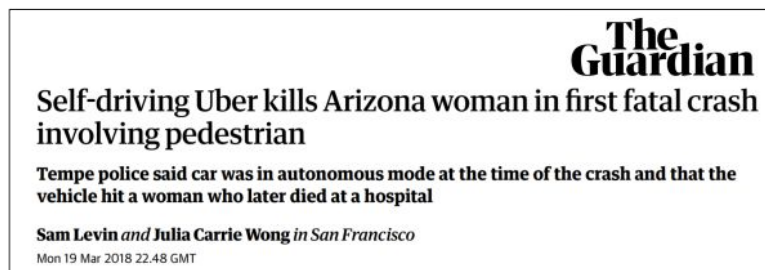 The
Guardian
Self-driving Uber kills Arizona woman in first fatal crash
involving pedestrian
Tempe police said car was in autonomous mode at the time of the crash and that the
vehicle hit a woman who later died at a hospital
Sam Levin and Julia Carrie Wong in San Francisco
Mon 19 Mar 2018 22.48 GMT